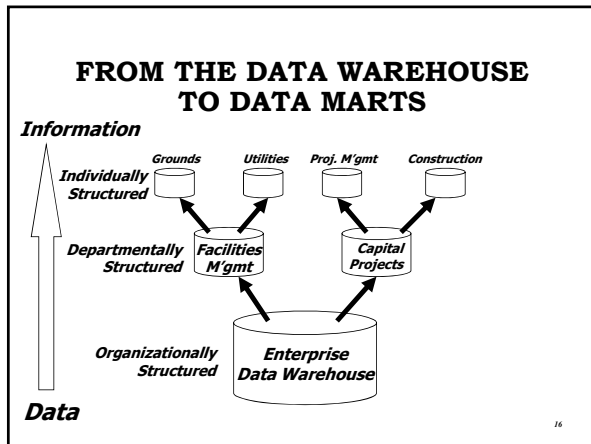 FROM THE DATA WAREHOUSE
TO DATA MARTS
Information
Grounds
Utilities
Proj. M'gmt
Construction
Individually
Structured
Departmentally
Structured
Facilities
M'gmt
Capital
Projects
Organizationally
Structured
Enterprise
Data Warehouse
Data
16